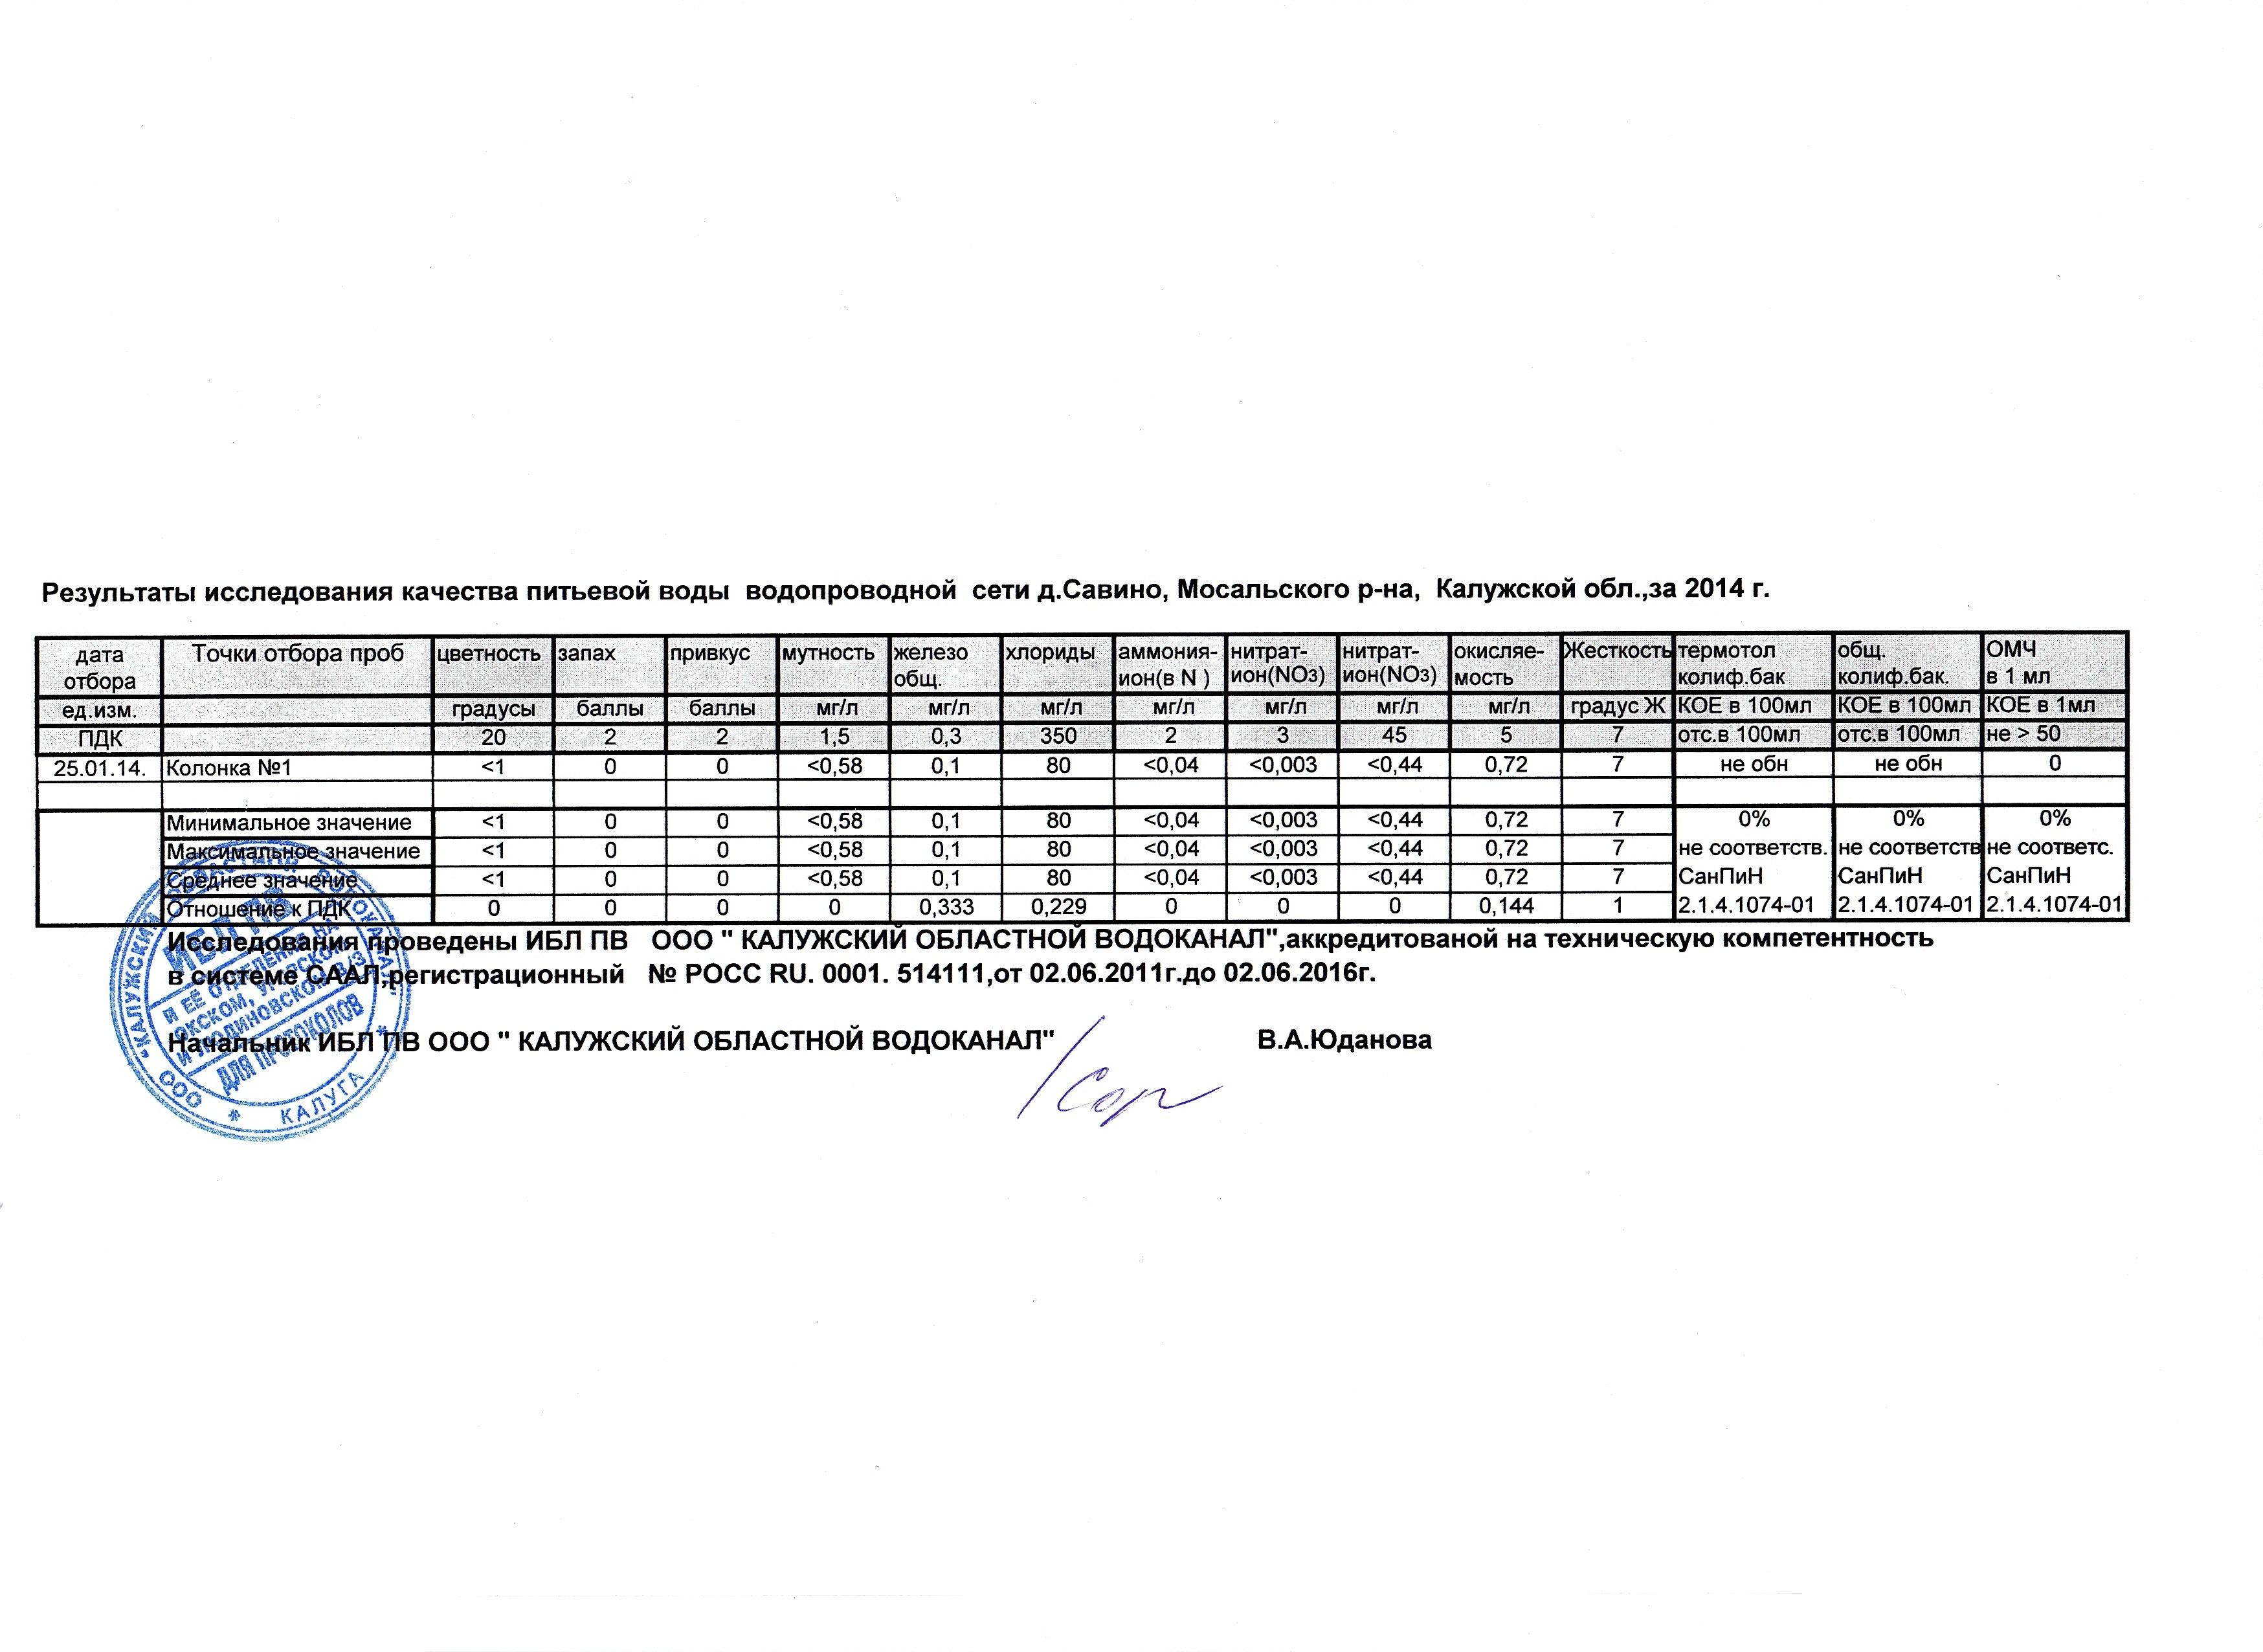 Результаты исследования качества питьевой воды водопроводной сети д.Савино, Мосальского р-на, Калужской обл.,за 2014 г.
дата отбора Точки отбора проб цветность запах привкус мутность железо общ. хлориды аммония-ион(в N ) нитрат-ион(NO3) нитрат-ион(NO3) окисляе-мость Жесткость термотол колиф.бак общ. колиф.бак. ОМЧ в 1 мл
ед.изм. градусы баллы баллы мг/л мг/л мг/л мг/л мг/л мг/л мг/л градус Ж КОЕ в 100мл КОЕ в 100мл КОЕ в 1мл
ПДК 20 2 2 1,5 0,3 350 2 3 45 5 7 отс.в 100мл отс.в 100мл не > 50
25.01.14. Колонка №1 <1 0 0 <0,58 0,1 80 <0,04 <0,003 <0,44 0,72 7 не обн не обн 0
Минимальное значение <1 0 0 <0,58 0,1 80 <0,04 <0,003 <0,44 0,72 7 0% 0% 0%
Максимальное значение <1 0 0 <0,58 0,1 80 <0,04 <0,003 <0,44 0,72 7 не соответств. не соответств не соответс.
Среднее значение <1 0 0 <0,58 0,1 80 <0,04 <0,003 <0,44 0,72 7 СанПиН СанПиН СанПиН
Отношение к ПДК 0 0 0 0 0,333 0,229 0 0 0 0,144 1 2.1.4.1074-01 2.1.4.1074-01 2.1.4.1074-01
Исследования проведены ИБЛ ПВ ООО " КАЛУЖСКИЙ ОБЛАСТНОЙ ВОДОКАНАЛ",аккредитованой на техническую компетентность
в системе СААЛ,регистрационный № РОСС RU. 0001. 514111,от 02.06.2011г.до 02.06.2016г.
Начальник ИБЛ ПВ ООО " КАЛУЖСКИЙ ОБЛАСТНОЙ ВОДОКАНАЛ" В.А.Юданова
ООО "КАЛУЖСКИЙ ОБЛАСТНОЙ ВОДОКАНАЛ" * КАЛУГА *
ИБЛ ПВ
И ЕЁ ОТДЕЛЕНИЯ НА
ОКСКОМ,
И ЛЮДИНОВСКОМ В/З
ДЛЯ ПРОТОКОЛОВ